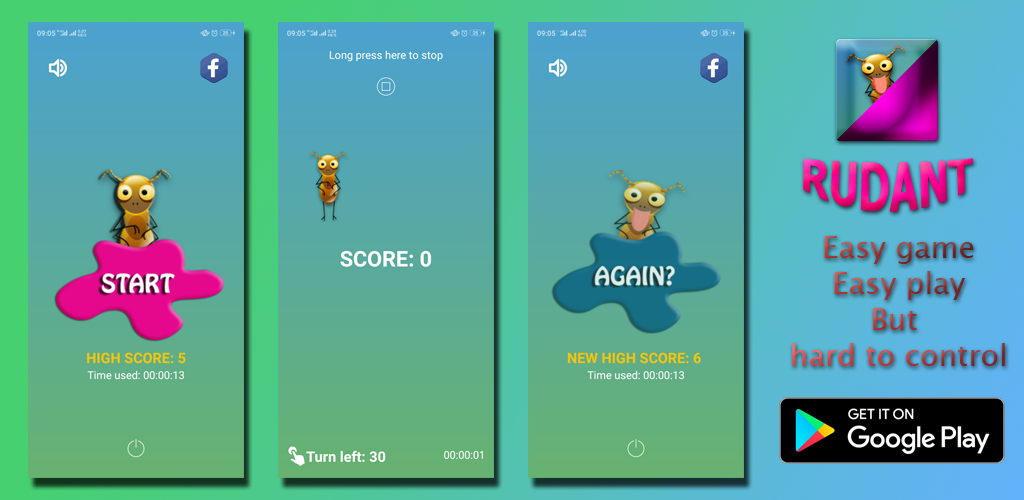 09:05
START
HIGH SCORE: 5
Time used: 00:00:13
09:05
Long press here to stop
SCORE: 0
Turn left: 30
00:00:01
09:05
AGAIN?
NEW HIGH SCORE: 6
Time used: 00:00:13
RUDANT
Easy game
Easy play
But
hard to control
GET IT ON
Google Play